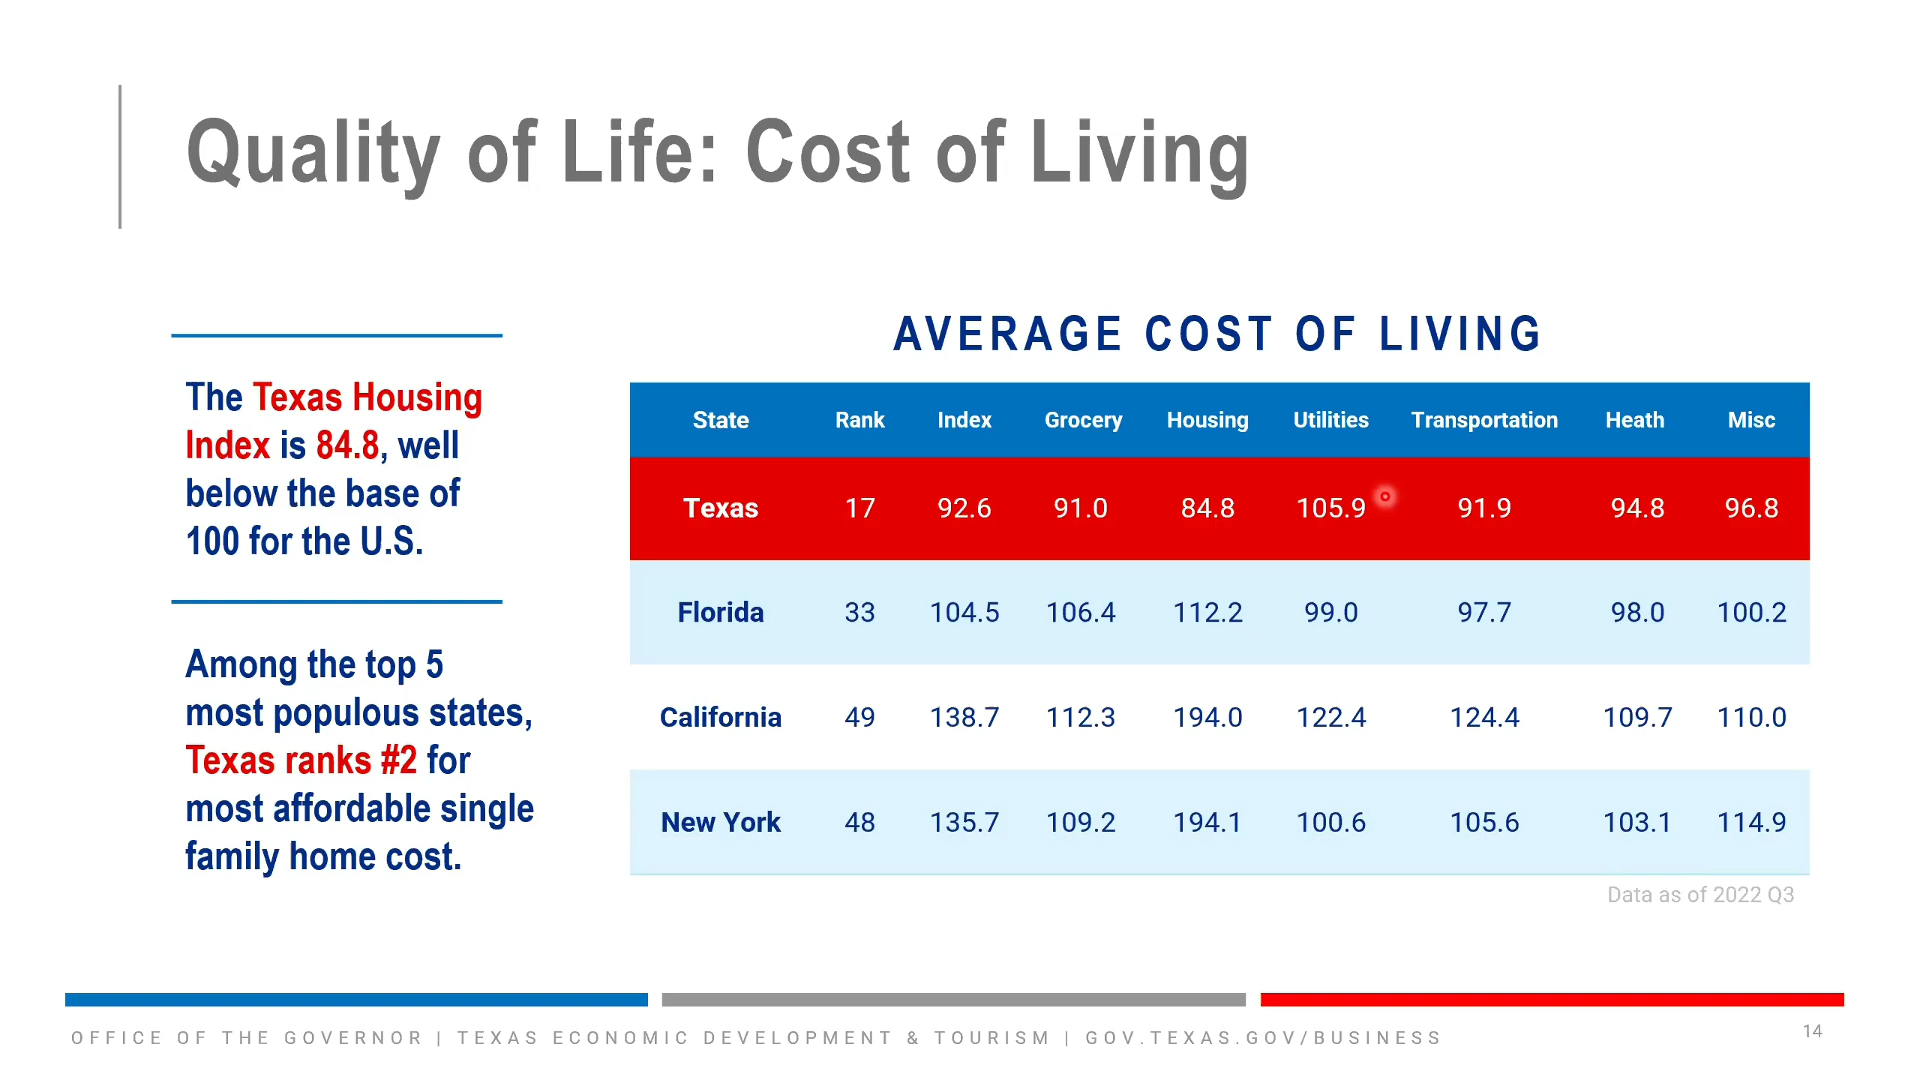 Quality of Life: Cost of Living
The Texas Housing
Index is 84.8, well
below the base of
100 for the U.S.
Among the top 5
most populous states,
Texas ranks #2 for
most affordable single
family home cost.
AVERAGE COST OF LIVING
State Rank Index Grocery Housing Utilities Transportation Heath Misc
Texas 17 92.6 91.0 84.8 105.9 91.9 94.8 96.8
Florida 33 104.5 106.4 112.2 99.0 97.7 98.0 100.2
California 49 138.7 112.3 194.0 122.4 124.4 109.7 110.0
New York 48 135.7 109.2 194.1 100.6 105.6 103.1 114.9
Data as of 2022 Q3
OFFICE OF THE GOVERNOR | TEXAS ECONOMIC DEVELOPMENT & TOURISM | GOV.TEXAS.GOV/BUSINESS
14